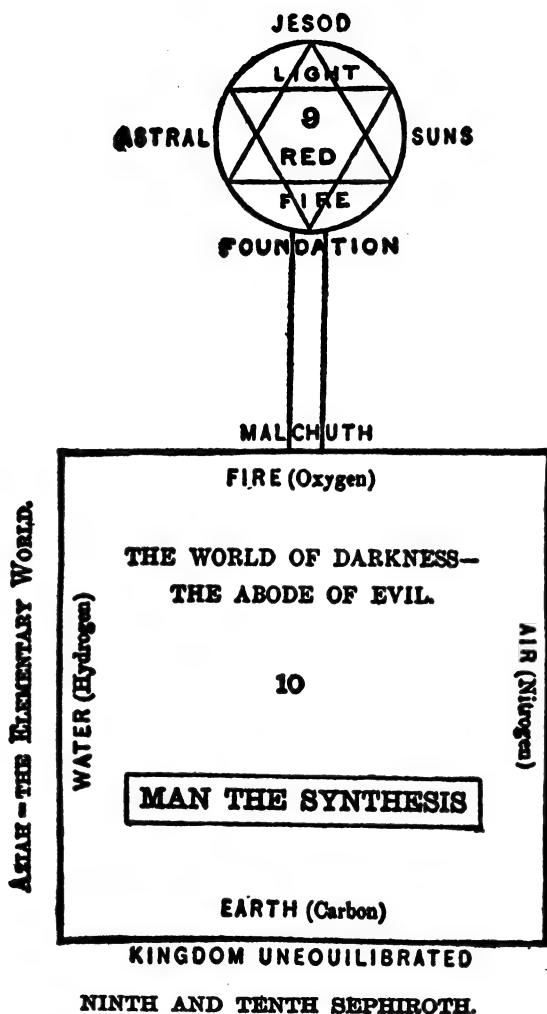 JESOD
LIGHT
9
ASTRAL
SUNS
RED
FIRE
FOUNDATION
MALCHUTH
FIRE (Oxygen)
THE WORLD OF DARKNESS—
THE ABODE OF EVIL.
ASIAH = THE ELEMENTARY WORLD.
WATER (Hydrogen)
10
AIR (Nitrogen)
MAN THE SYNTHESIS
EARTH (Carbon)
KINGDOM UNEQUILIBRATED
NINTH AND TENTH SEPHIROTH.